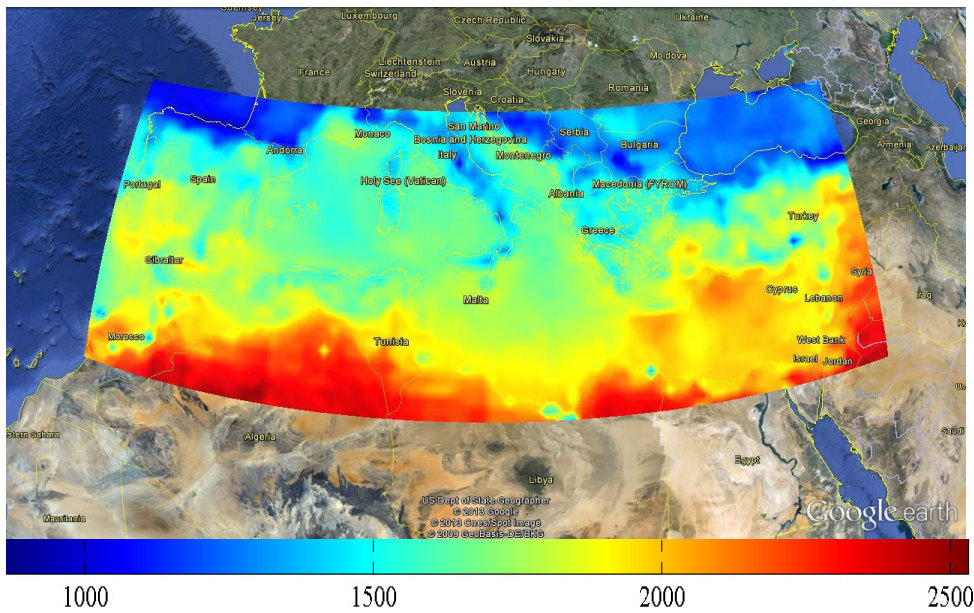 Guernsey
Jersey
Luxembourg
Czech Republic
Ukraine
Slovakia
Moldova
France
Liechtenstein
Switzerland
Austria
Hungary
Slovenia
Romania
Croatia
San Marino
Monaco
Bosnia and Herzegovina
Serbia
Georgia
Andorra
Italy
Montenegro
Bulgaria
Armenia
Azerbaijan
Portugal
Spain
Holy See (Vatican)
Albania
Macedonia (FYROM)
Greece
Turkey
Gibraltar
Syria
Malta
Cyprus
Lebanon
Iraq
Morocco
Tunisia
West Bank
Israel
Jordan
Algeria
Egypt
Libya
Mauritania
US Dept of State Geographer
© 2013 Google
© 2013 Cnes/Spot Image
© 2009 GeoBasis-DE/BKG
Google earth
1000 1500 2000 2500